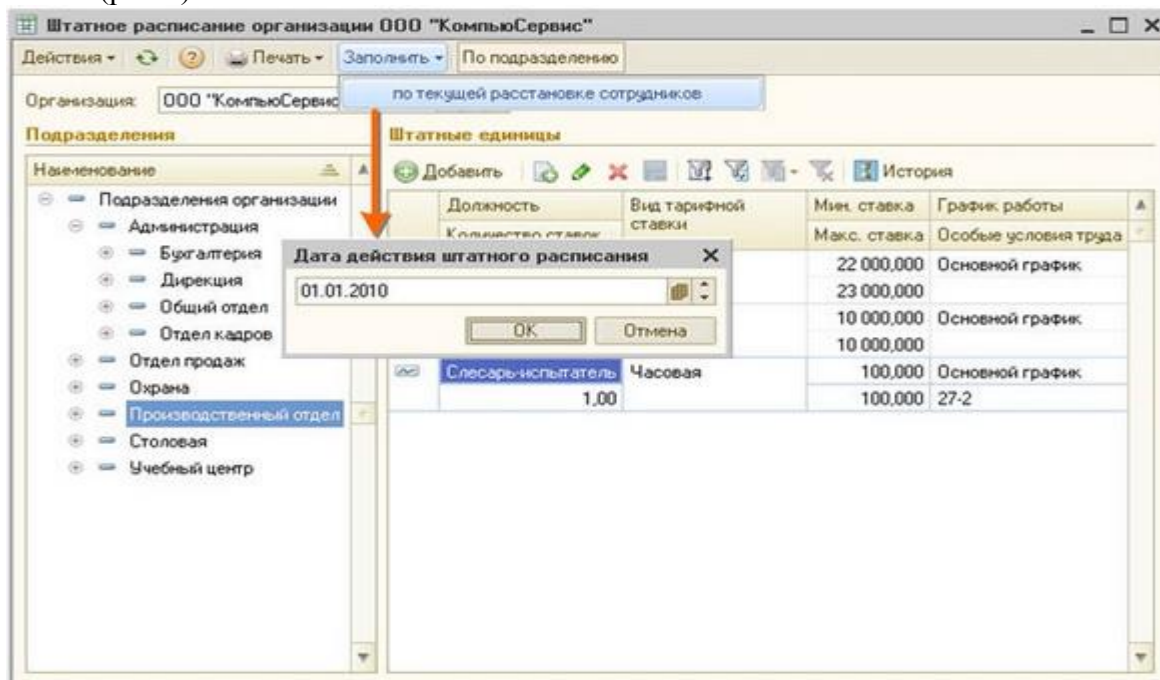 Штатное расписание организации ООО "КомпьюСервис"
Действия Печать Заполнить По подразделению
по текущей расстановке сотрудников
Организация: ООО "КомпьюСервис
Подразделения
Наименование
Подразделения организации
Администрация
Бухгалтерия
Дирекция
Общий отдел
Отдел кадров
Отдел продаж
Охрана
Производственный отдел
Столовая
Учебный центр
Штатные единицы
Добавить История
Должность Вид тарифной ставки Мин. ставка График работы
Количество ставок Макс. ставка Особые условия труда
22 000,000 Основной график
23 000,000
10 000,000 Основной график
10 000,000
Слесарь-испытатель Часовая 100,000 Основной график
1,00 100,000 27-2
Дата действия штатного расписания
01.01.2010
OK Отмена